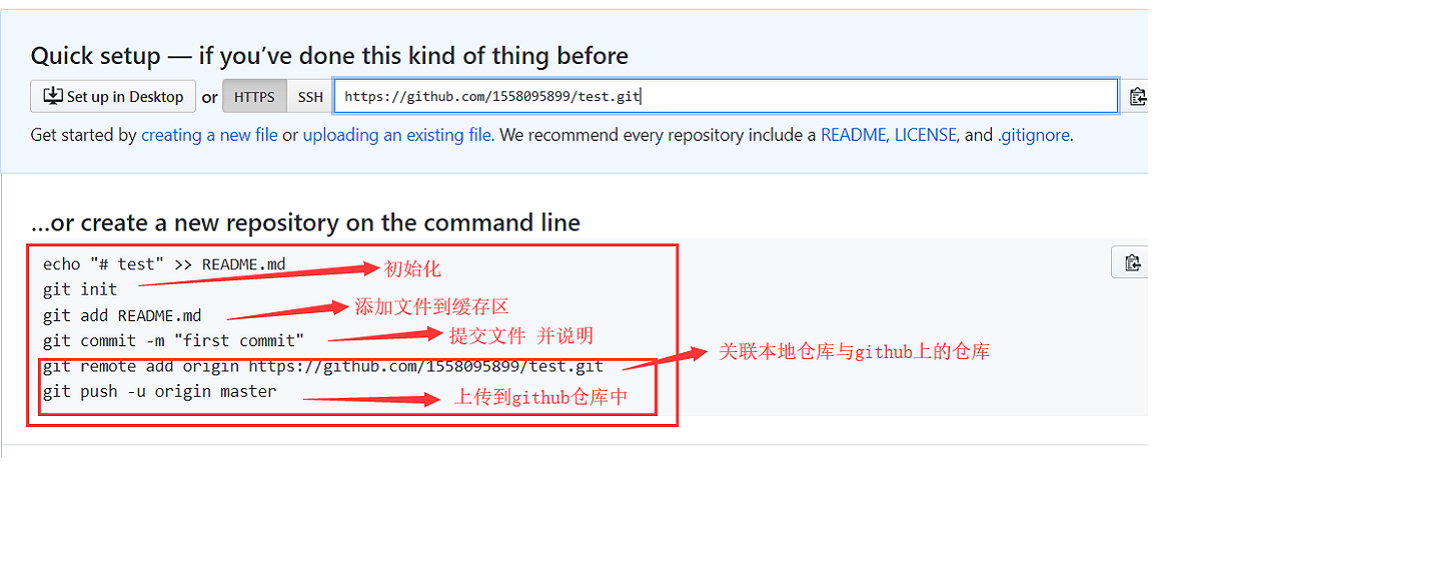 Quick setup — if you’ve done this kind of thing before
Set up in Desktop or HTTPS SSH https://github.com/1558095899/test.git
Get started by creating a new file or uploading an existing file. We recommend every repository include a README, LICENSE, and .gitignore.
…or create a new repository on the command line
echo "# test" >> README.md
初始化
git init
添加文件到缓存区
git add README.md
提交文件 并说明
git commit -m "first commit"
关联本地仓库与github上的仓库
git remote add origin https://github.com/1558095899/test.git
git push -u origin master
上传到github仓库中